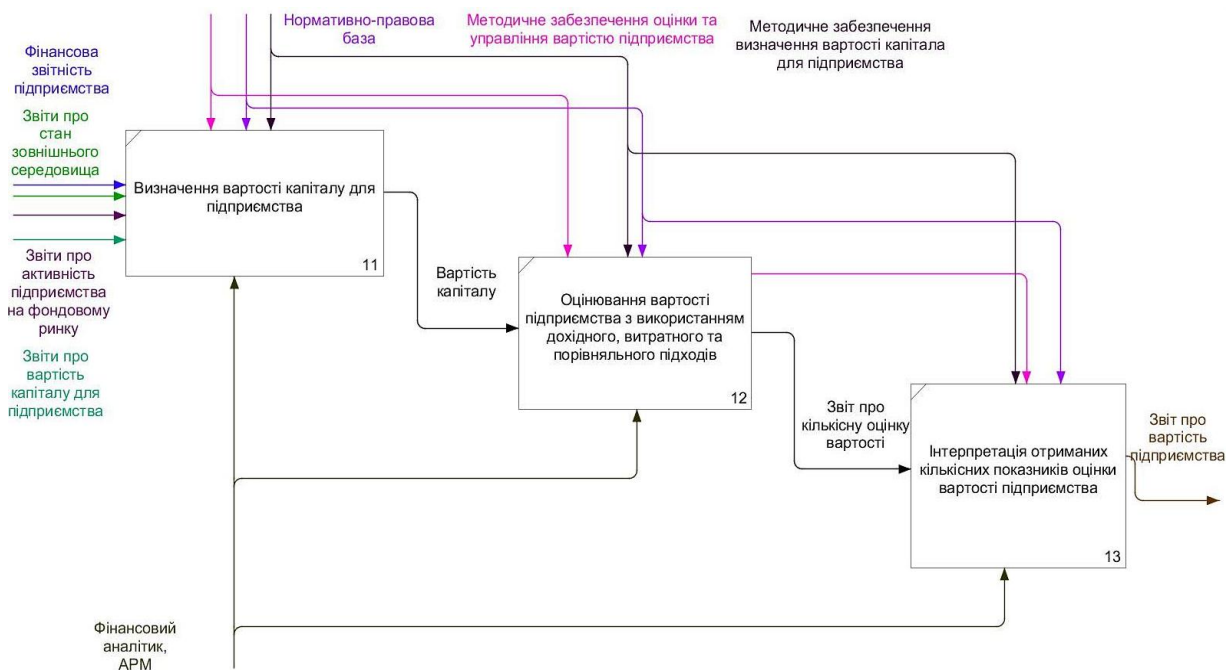 Нормативно-правова
база
Методичне забезпечення оцінки та
управління вартістю підприємства
Методичне забезпечення
визначення вартості капітала
для підприємства
Фінансова
звітність
підприємства
Звіти про
стан
зовнішнього
середовища
Звіти про
активність
підприємства
на фондовому
ринку
Звіти про
вартість
капіталу для
підприємства
Визначення вартості капіталу для
підприємства
11
Вартість
капіталу
Оцінювання вартості
підприємства з використанням
дохідного, витратного та
порівняльного підходів
12
Звіт про
кількісну оцінку
вартості
Інтерпретація отриманих
кількісних показників оцінки
вартості підприємства
13
Звіт про
вартість
підприємства
Фінансовий
аналітик,
АРМ